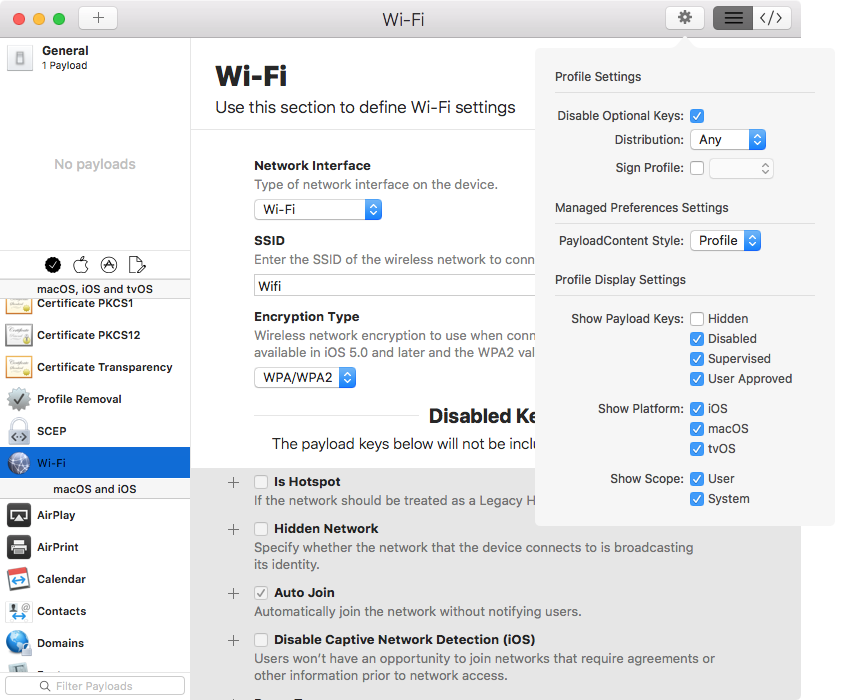 Wi-Fi
</>
General
1 Payload
No payloads
macOS, iOS and tvOS
Certificate PKCS1
Certificate PKCS12
Certificate Transparency
Profile Removal
SCEP
Wi-Fi
macOS and iOS
AirPlay
AirPrint
Calendar
Contacts
Domains
Filter Payloads
Wi-Fi
Use this section to define Wi-Fi settings
Network Interface
Type of network interface on the device.
Wi-Fi
SSID
Enter the SSID of the wireless network to conn
Wifi
Encryption Type
Wireless network encryption to use when conn
available in iOS 5.0 and later and the WPA2 val
WPA/WPA2
Disabled Ke
The payload keys below will not be inclu
Is Hotspot
If the network should be treated as a Legacy H
Hidden Network
Specify whether the network that the device connects to is broadcasting
its identity.
Auto Join
Automatically join the network without notifying users.
Disable Captive Network Detection (iOS)
Users won't have an opportunity to join networks that require agreements or
other information prior to network access.
Profile Settings
Disable Optional Keys:
Distribution: Any
Sign Profile:
Managed Preferences Settings
PayloadContent Style: Profile
Profile Display Settings
Show Payload Keys: Hidden
Disabled
Supervised
User Approved
Show Platform: iOS
macOS
tvOS
Show Scope: User
System